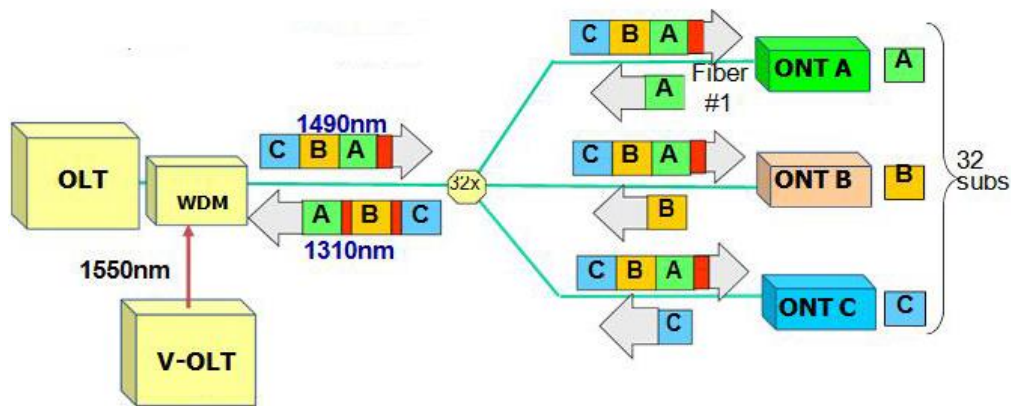 C B A
ONT A
A
Fiber
#1
A
1490nm
C B A
OLT
WDM
32x
C B A
ONT B
B
32
subs
B
A B C
1310nm
1550nm
C B A
ONT C
C
C
V-OLT